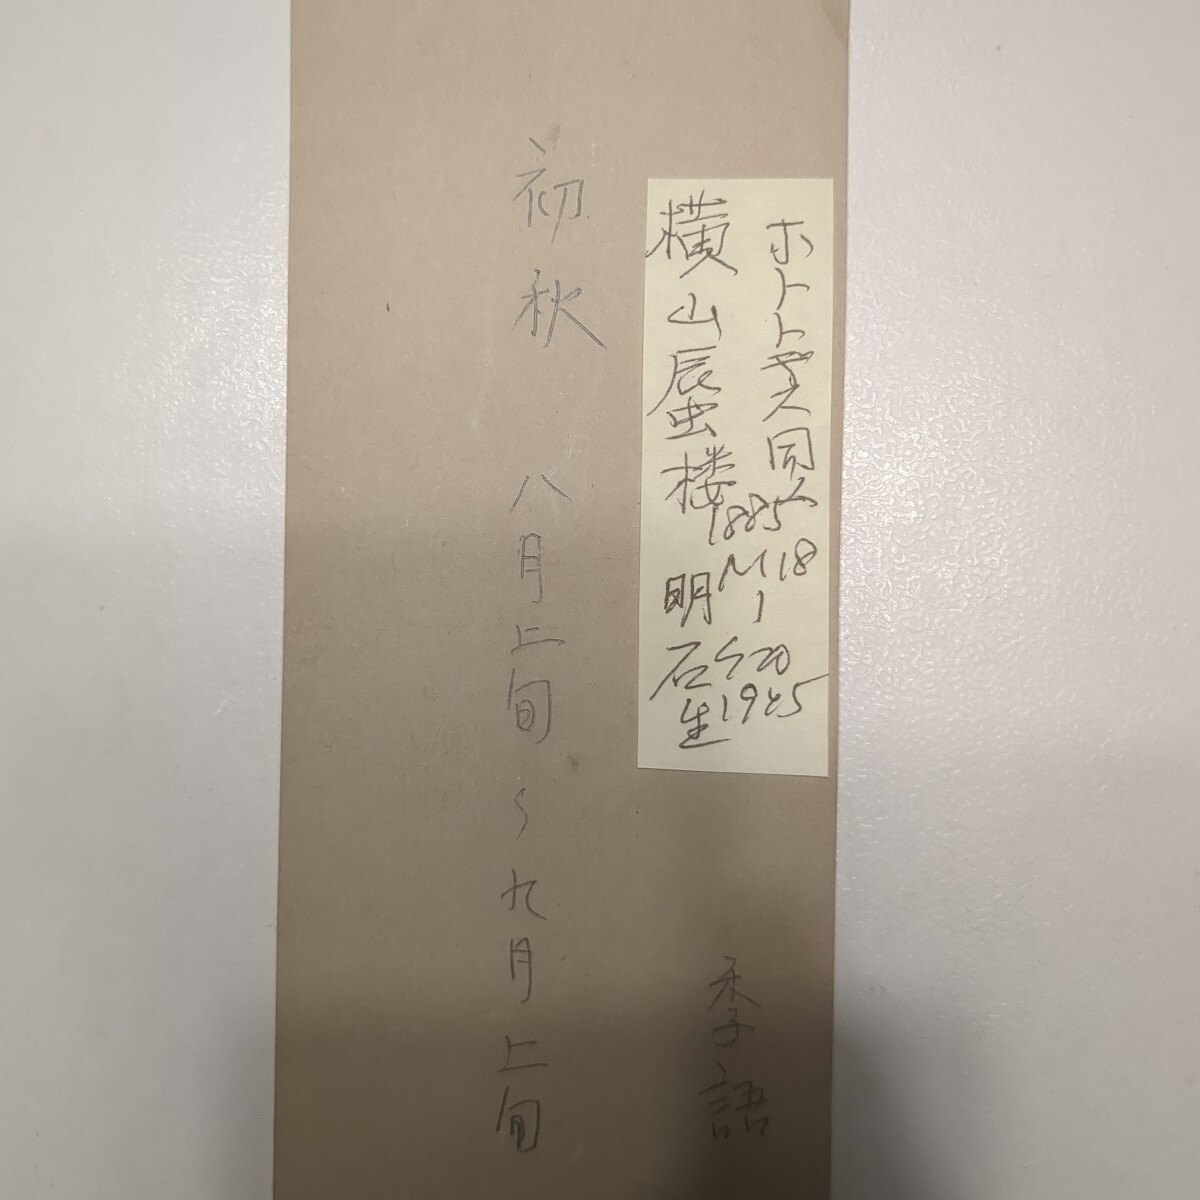 ホトトギス同人
横山蜃楼 明石生
1885
M18
〜
S20
1945
季語
初秋 八月上旬〜九月上旬